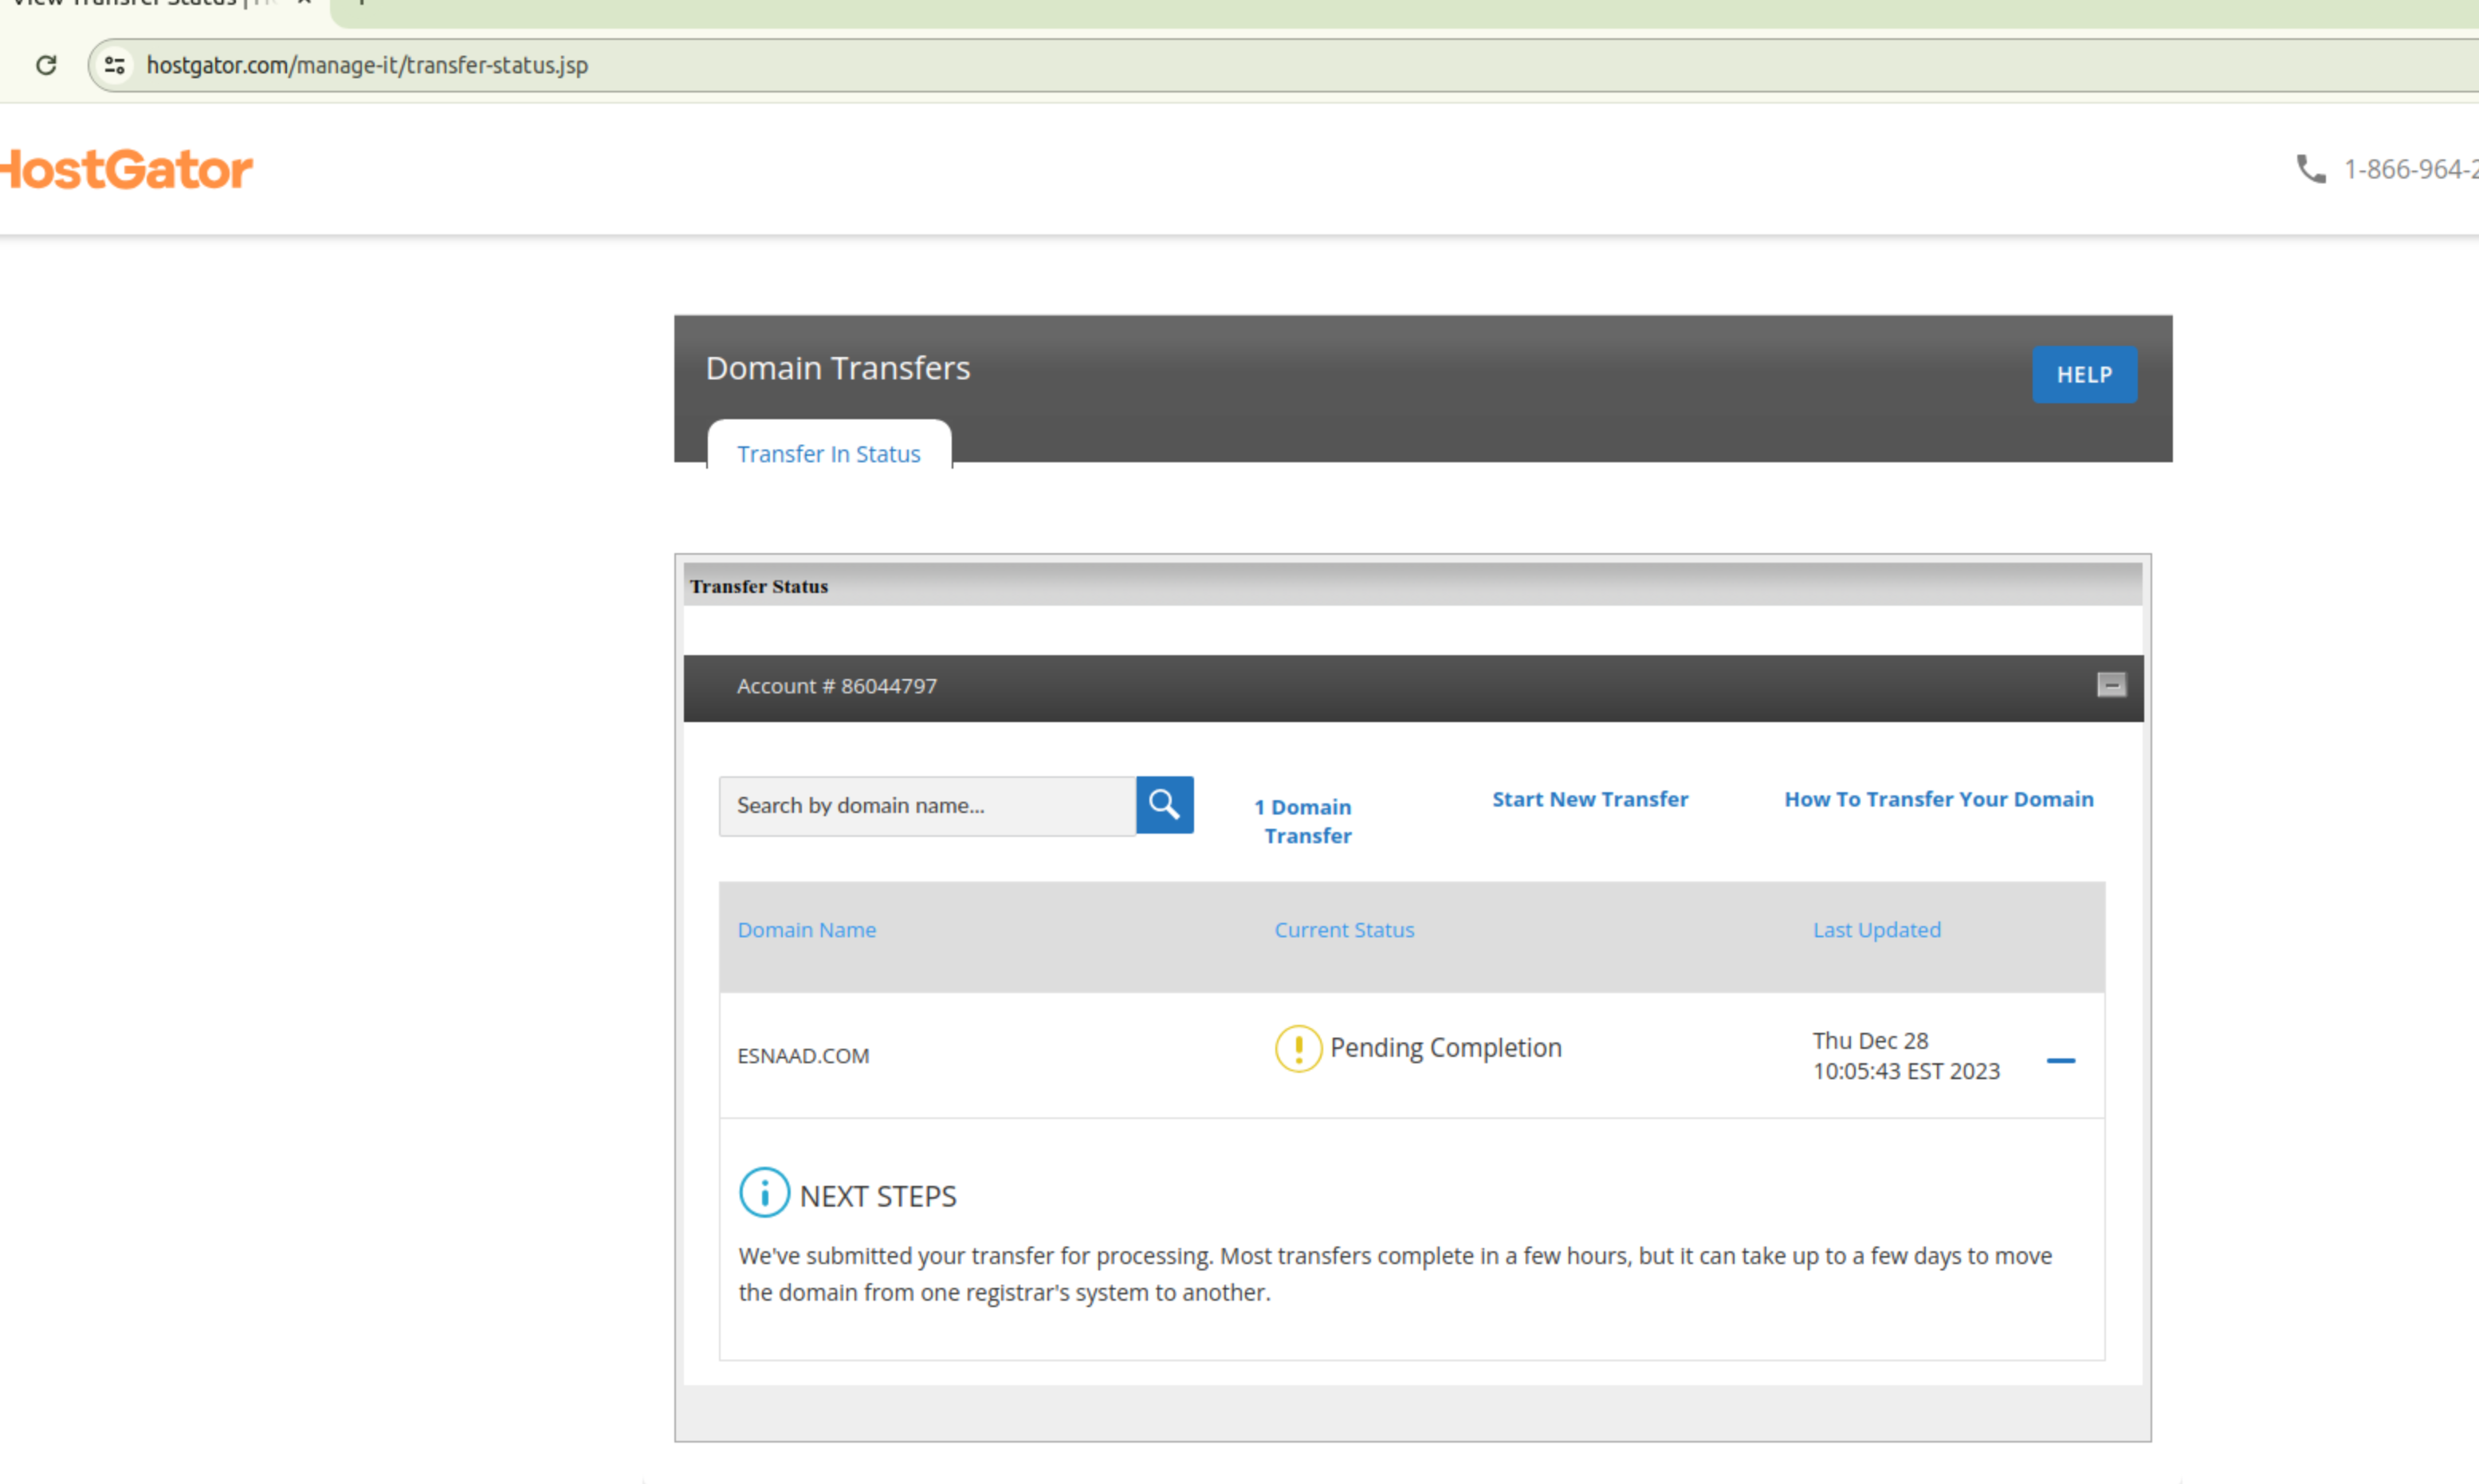 View Transfer Status | 
hostgator.com/manage-it/transfer-status.jsp
HostGator
1-866-964-2
Domain Transfers
HELP
Transfer In Status
Transfer Status
Account # 86044797
Search by domain name...
1 Domain
Transfer
Start New Transfer
How To Transfer Your Domain
Domain Name
Current Status
Last Updated
ESNAAD.COM
Pending Completion
Thu Dec 28
10:05:43 EST 2023
NEXT STEPS
We've submitted your transfer for processing. Most transfers complete in a few hours, but it can take up to a few days to move
the domain from one registrar's system to another.